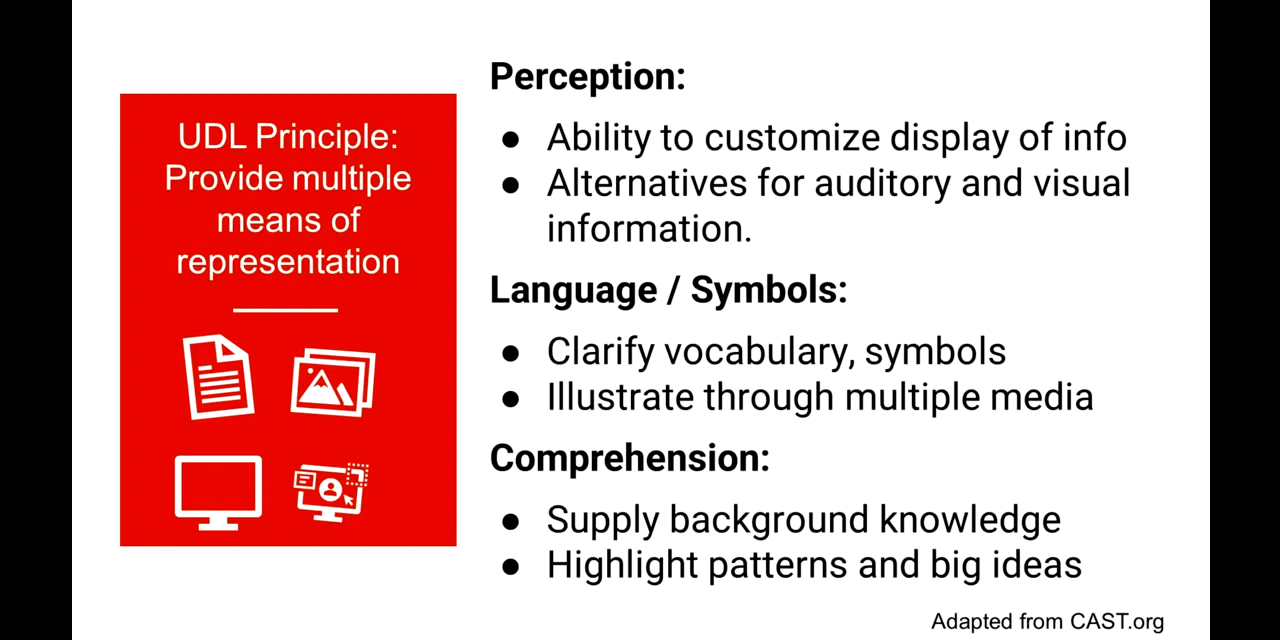 UDL Principle:
Provide multiple
means of
representation
Perception:
● Ability to customize display of info
● Alternatives for auditory and visual
information.
Language / Symbols:
● Clarify vocabulary, symbols
● Illustrate through multiple media
Comprehension:
● Supply background knowledge
● Highlight patterns and big ideas
Adapted from CAST.org